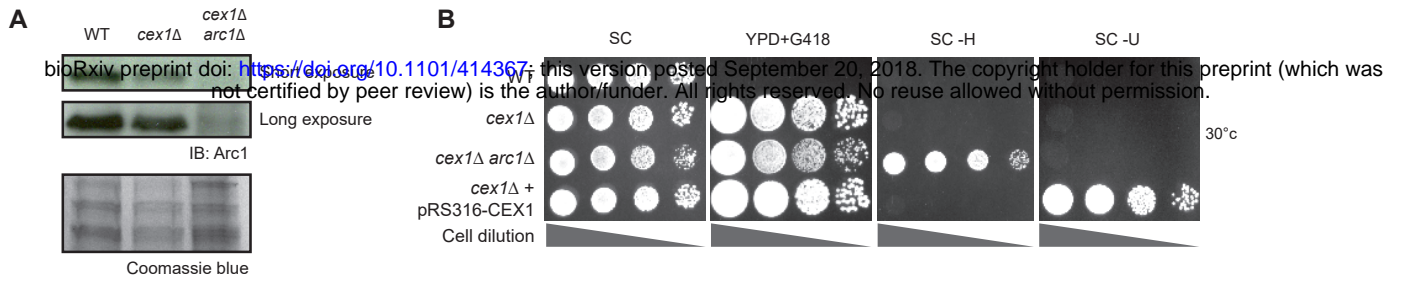 A
WT cex1Δ cex1Δ
arc1Δ
Short exposure
Long exposure
IB: Arc1
Coomassie blue
B
SC YPD+G418 SC -H SC -U
WT
cex1Δ
cex1Δ arc1Δ
cex1Δ +
pRS316-CEX1
Cell dilution
30°c
bioRxiv preprint doi: https://doi.org/10.1101/414367; this version posted September 20, 2018. The copyright holder for this preprint (which was
not certified by peer review) is the author/funder. All rights reserved. No reuse allowed without permission.